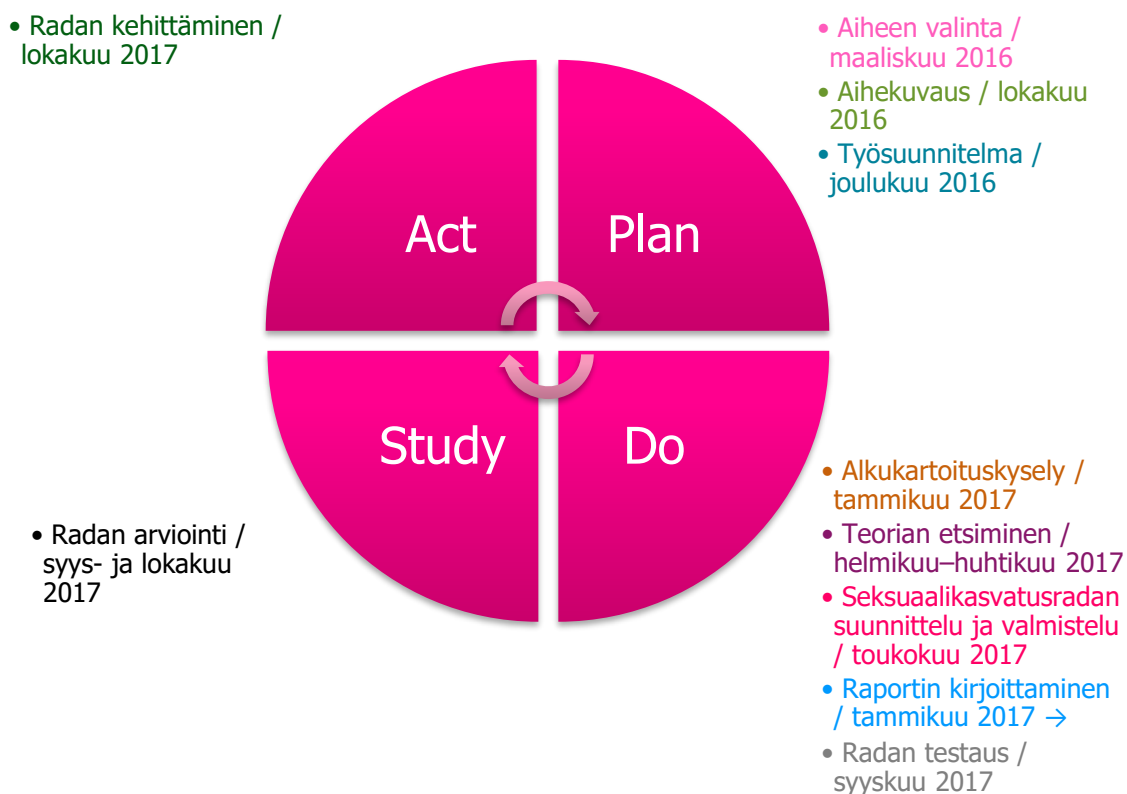 • Radan kehittäminen /
lokakuu 2017
• Aiheen valinta /
maaliskuu 2016
• Aihekuvaus / lokakuu
2016
• Työsuunnitelma /
joulukuu 2016
Act
Plan
Study
Do
• Radan arviointi /
syys- ja lokakuu
2017
• Alkukartoituskysely /
tammikuu 2017
• Teorian etsiminen /
helmikuu–huhtikuu 2017
• Seksuaalikasvatusradan
suunnittelu ja valmistelu
/ toukokuu 2017
• Raportin kirjoittaminen
/ tammikuu 2017 →
• Radan testaus /
syyskuu 2017